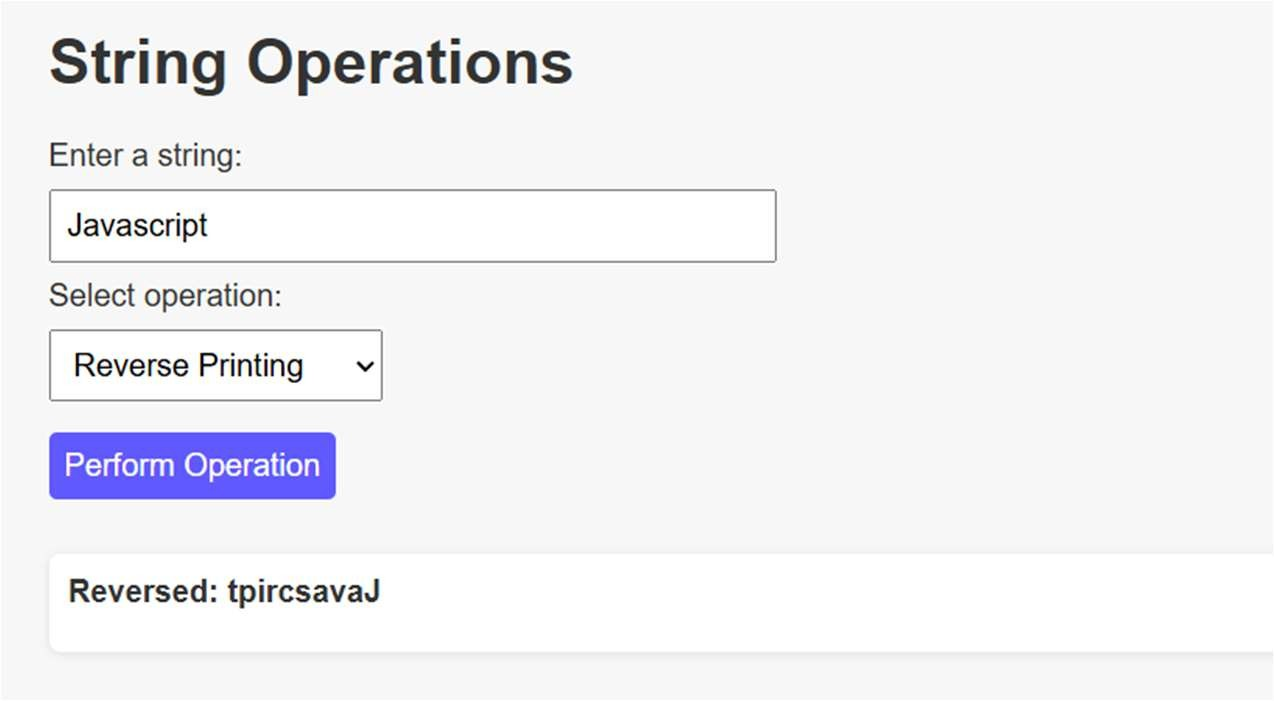 String Operations
Enter a string:
Javascript
Select operation:
Reverse Printing
Perform Operation
Reversed: tpircsavaJ